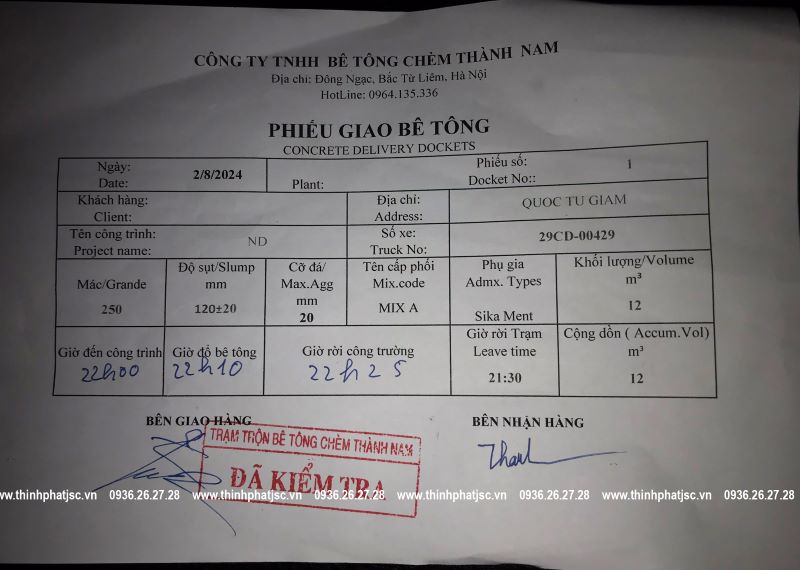 CÔNG TY TNHH BÊ TÔNG CHÈM THÀNH NAM
Địa chỉ: Đông Ngạc, Bắc Từ Liêm, Hà Nội
HotLine: 0964.135.336
PHIẾU GIAO BÊ TÔNG
CONCRETE DELIVERY DOCKETS
Ngày:
Date:
2/8/2024
Plant:
Phiếu số:
Docket No::
1
Khách hàng:
Client:
Địa chỉ:
Address:
QUOC TU GIAM
Tên công trình:
Project name:
ND
Số xe:
Truck No:
29CD-00429
Mác/Grande
250
Độ sụt/Slump
mm
120±20
Cỡ đá/
Max.Agg
mm
20
Tên cấp phối
Mix.code
MIX A
Phụ gia
Admx. Types
Sika Ment
Khối lượng/Volume
m³
12
Giờ đến công trình
22h00
Giờ đổ bê tông
22h10
Giờ rời công trường
22h25
Giờ rời Trạm
Leave time
21:30
Cộng dồn ( Accum.Vol)
m³
12
BÊN GIAO HÀNG
BÊN NHẬN HÀNG
TRẠM TRỘN BÊ TÔNG CHÈM THÀNH NAM
ĐÃ KIỂM TRA
Thanh
www.thinhphatjsc.vn 0936.26.27.28 www.thinhphatjsc.vn 0936.26.27.28 www.thinhphatjsc.vn 0936.26.27.28